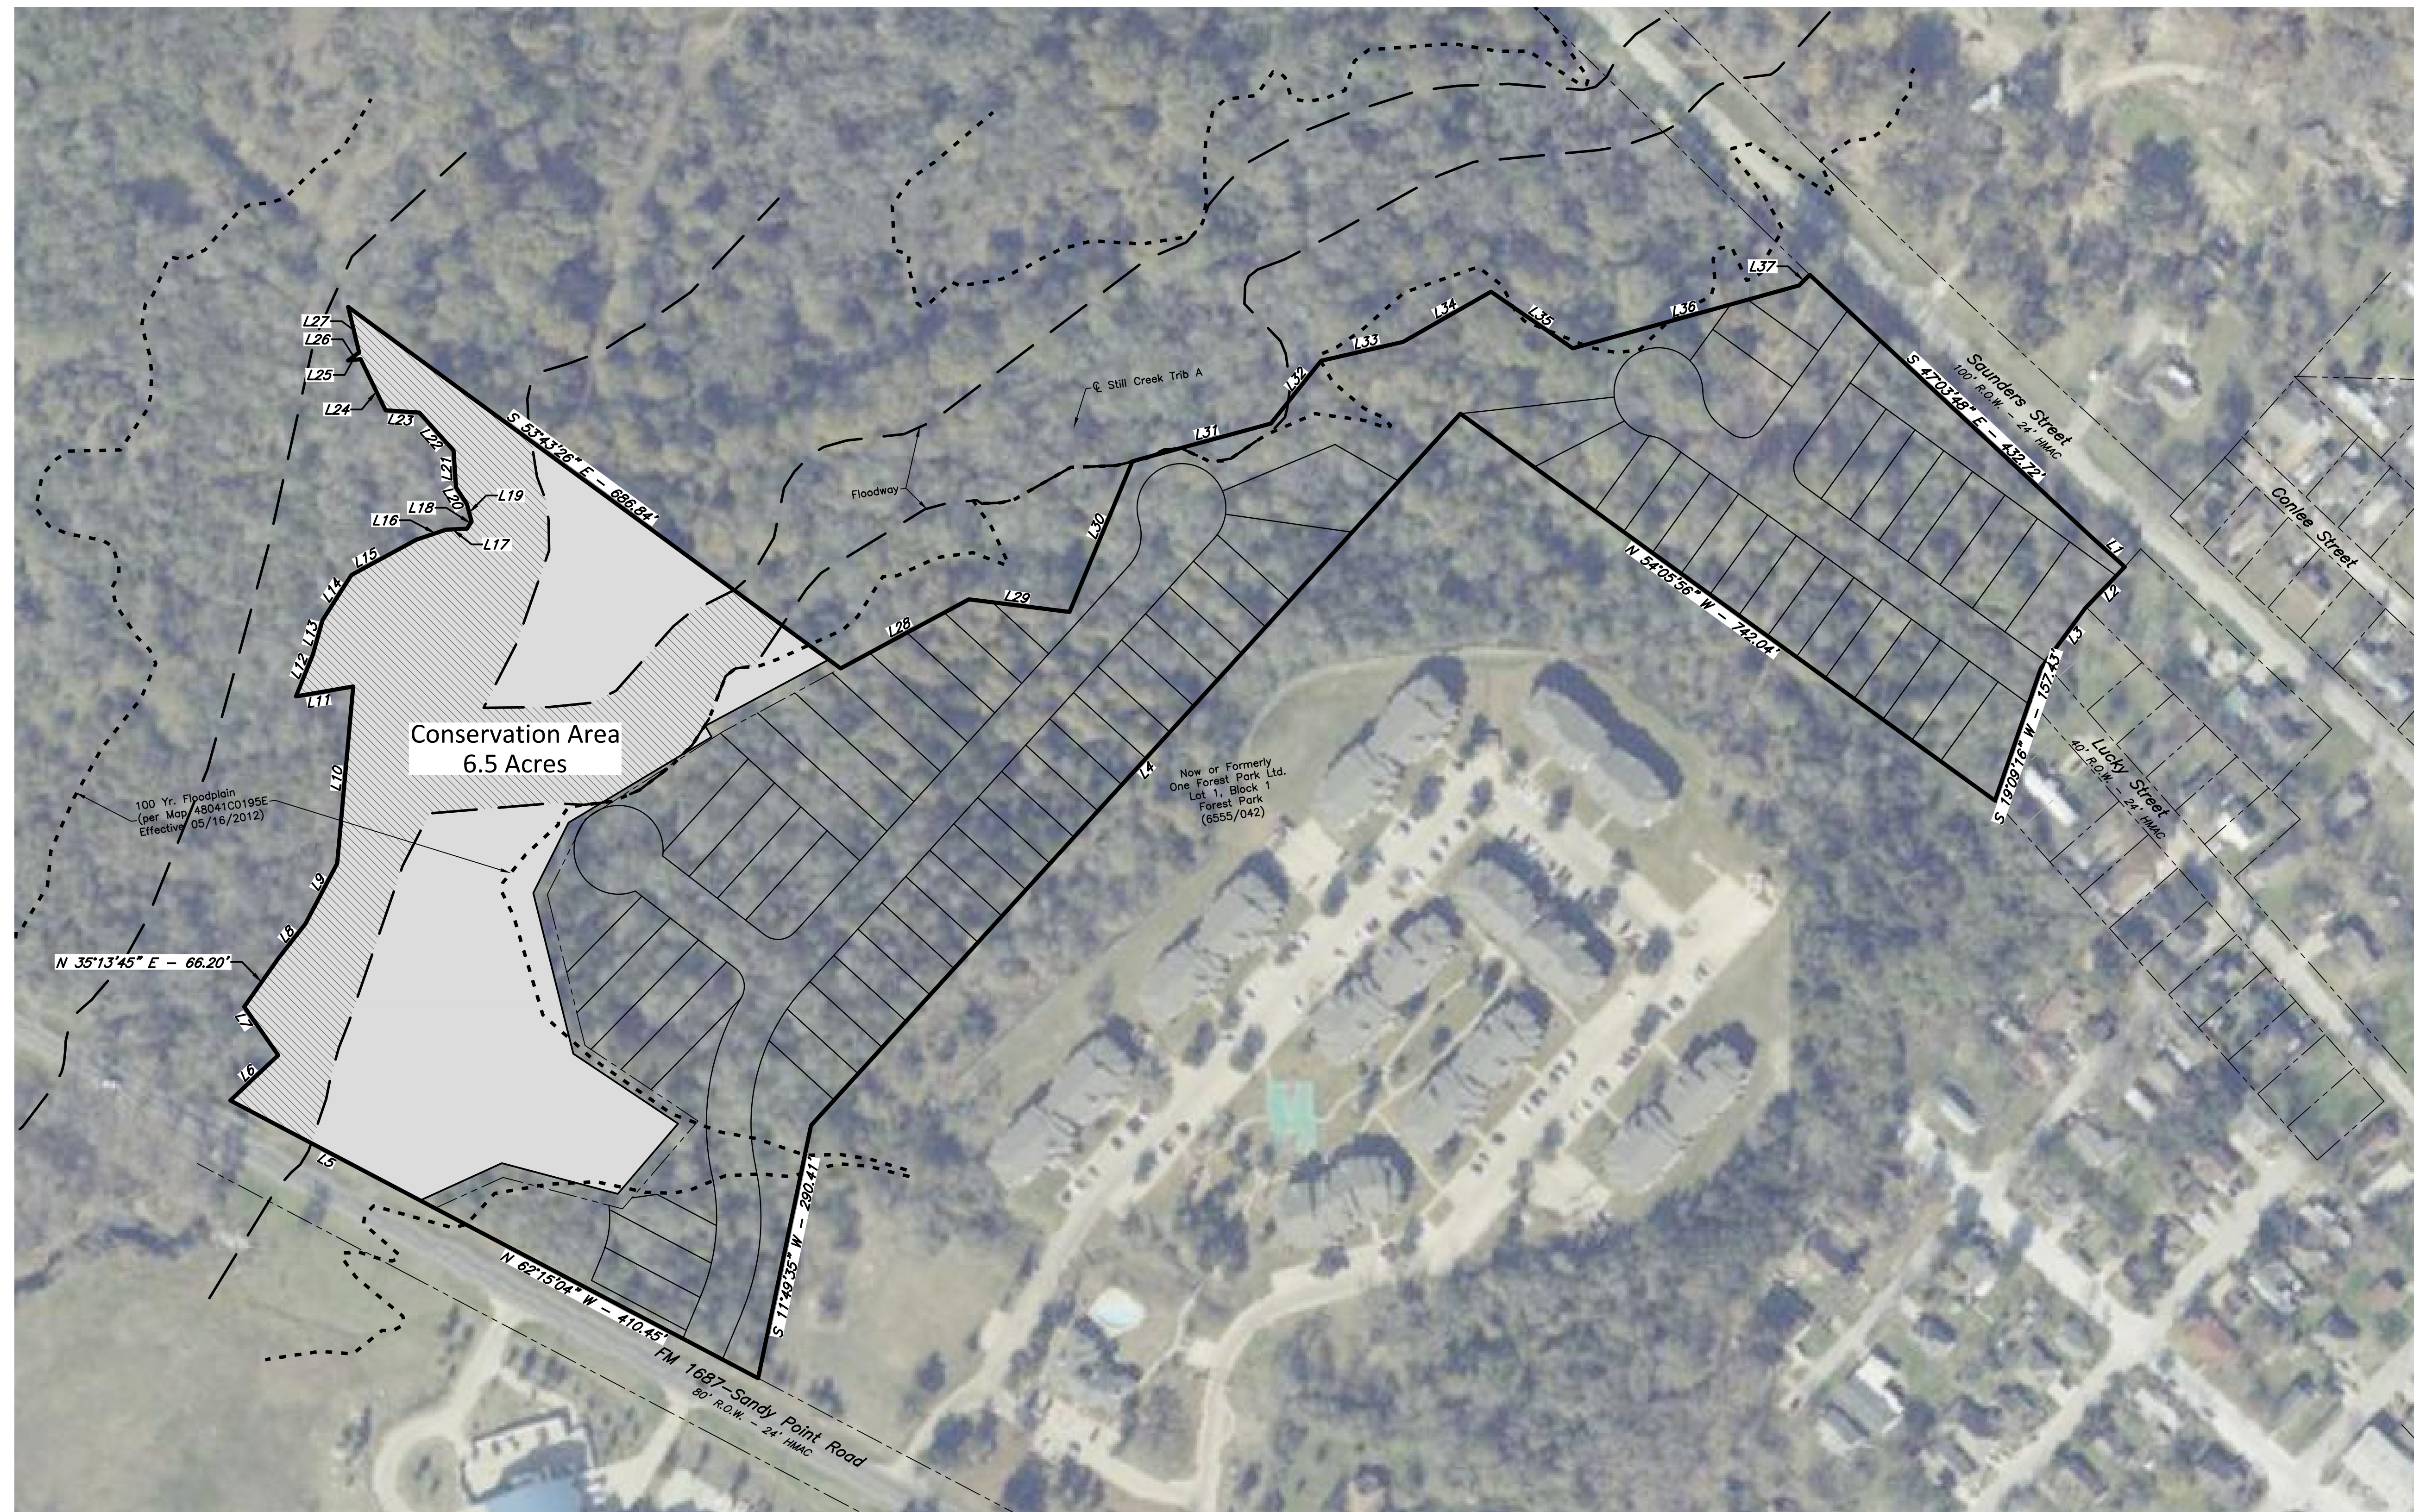 L37
L36
L35
L34
L33
L32
L31
L30
L29
L28
L27
L26
L25
L24
L23
L22
L21
L20
L19
L18
L17
L16
L15
L14
L13
L12
L11
L10
L9
L8
L7
L6
L5
L4
L3
L2
L1
S 53°43'26" E - 686.84'
S 47°03'48" E - 432.72'
Saunders Street
100' R.O.W. - 24' HMAC
Conlee Street
℄ Still Creek Trib A
Floodway
N 54°05'56" W - 742.04'
S 19°09'16" W - 157.43'
Lucky Street
40' R.O.W. - 24' HMAC
Conservation Area
6.5 Acres
Now or Formerly
One Forest Park Ltd.
Lot 1, Block 1
Forest Park
(6555/042)
100 Yr. Floodplain
(per Map 48041C0195E
Effective 05/16/2012)
N 35°13'45" E - 66.20'
S 11°49'35" W - 290.41'
N 62°15'04" W - 410.45'
FM 1687-Sandy Point Road
80' R.O.W. - 24' HMAC